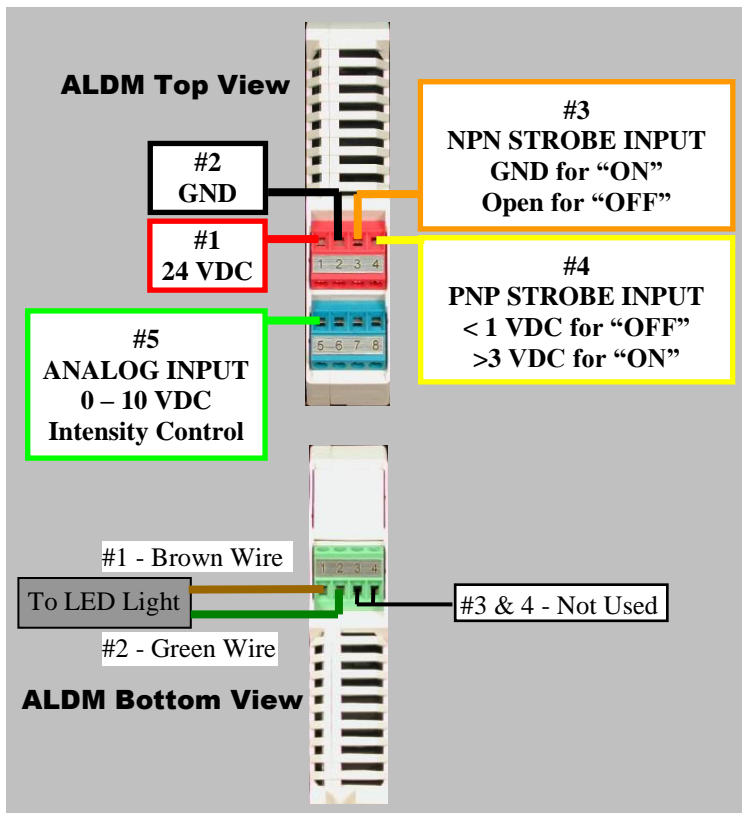 ALDM Top View
#3
NPN STROBE INPUT
GND for “ON”
Open for “OFF”
#2
GND
#1
24 VDC
1 2 3 4
#4
PNP STROBE INPUT
< 1 VDC for “OFF”
>3 VDC for “ON”
5 6 7 8
#5
ANALOG INPUT
0 – 10 VDC
Intensity Control
#1 - Brown Wire
1 2 3 4
To LED Light
#3 & 4 - Not Used
#2 - Green Wire
ALDM Bottom View